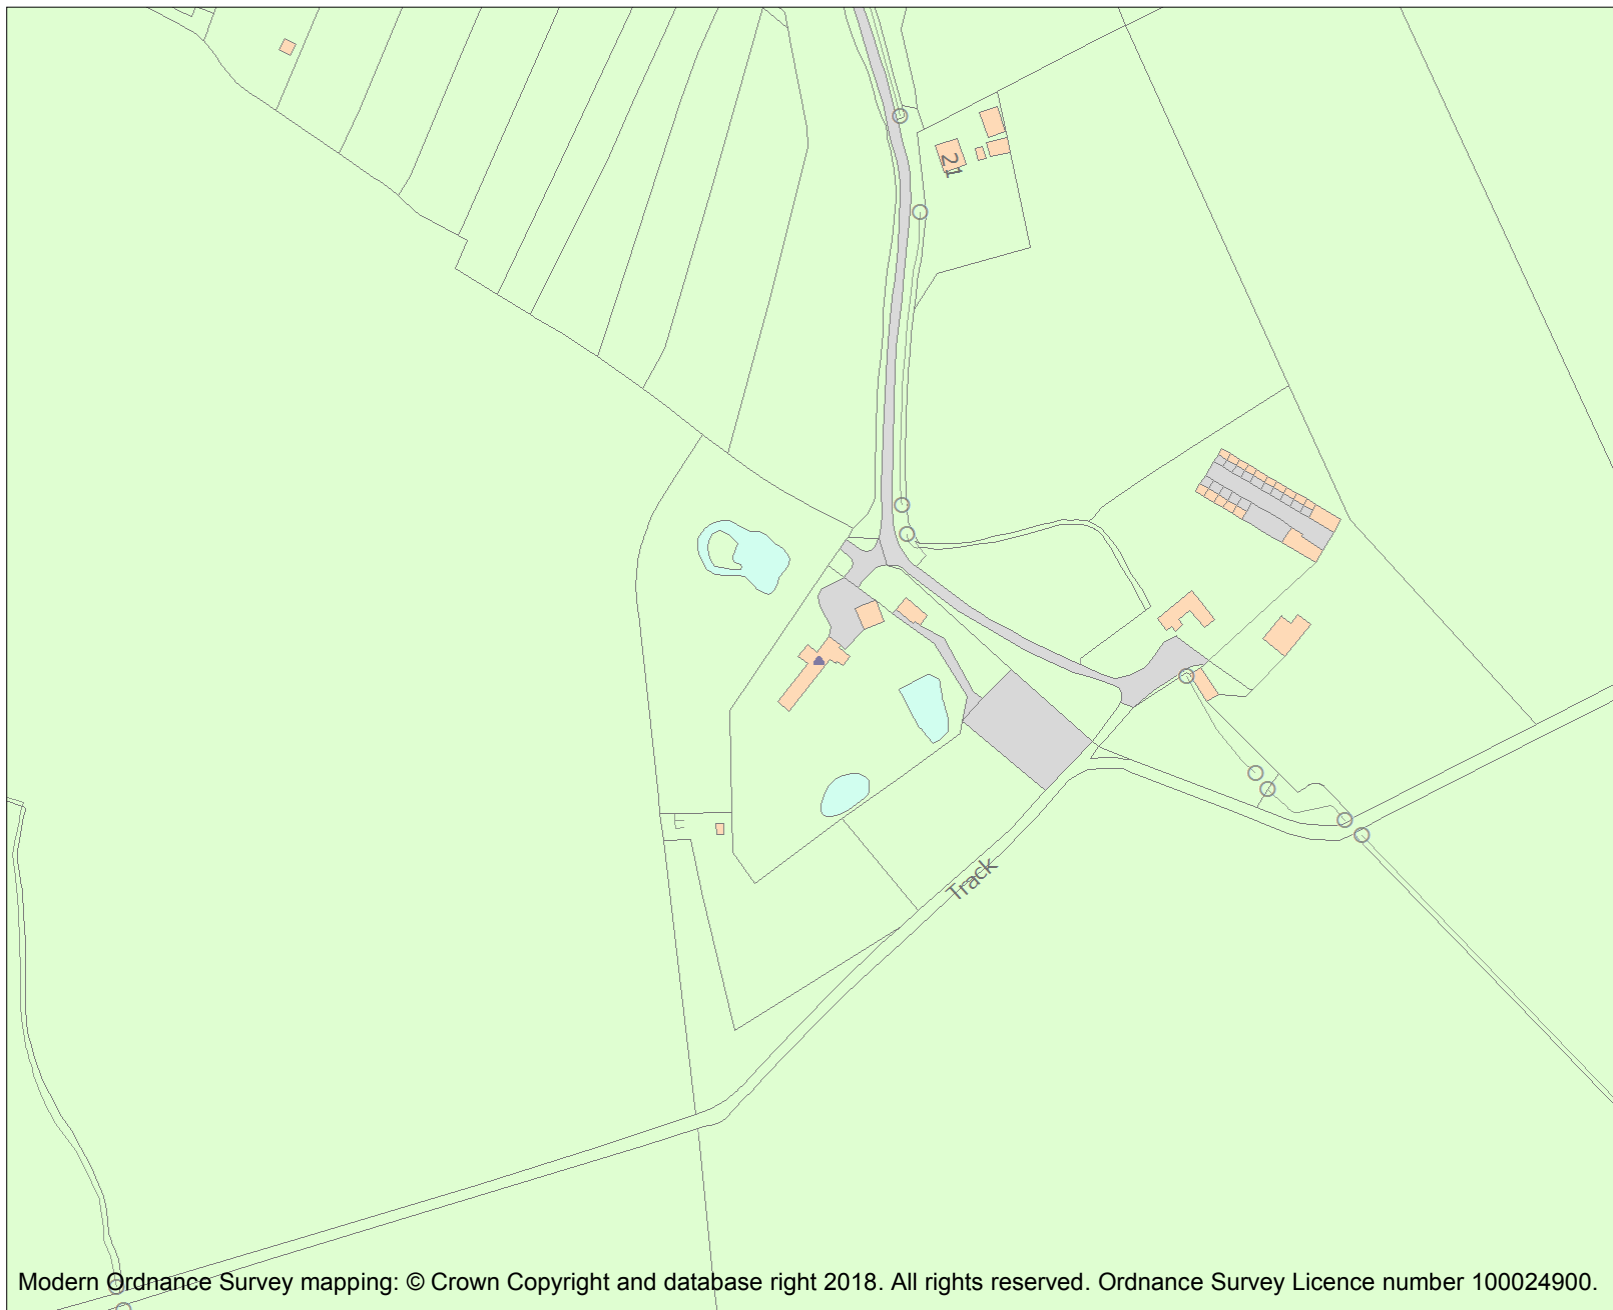 21
Track
Modern Ordnance Survey mapping: © Crown Copyright and database right 2018. All rights reserved. Ordnance Survey Licence number 100024900.